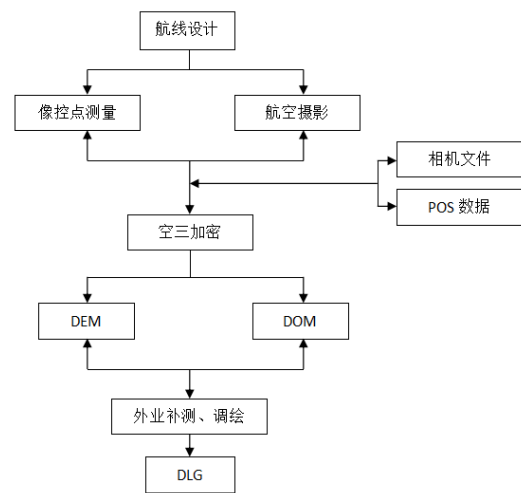 航线设计
像控点测量
航空摄影
相机文件
POS 数据
空三加密
DEM
DOM
外业补测、调绘
DLG